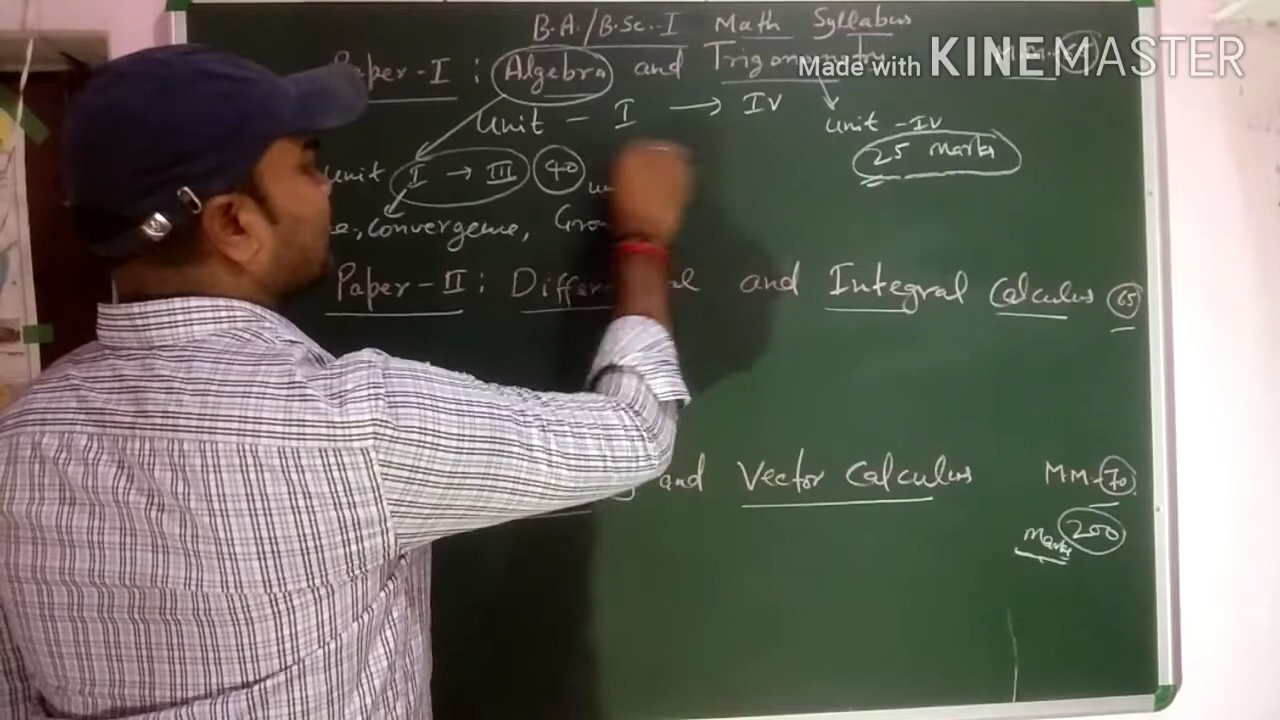 B.A./B.Sc.-I Math Syllabus
Paper-I : Algebra and Trigonometry
Made with KINEMASTER
Unit - I → IV
Unit - IV
25 Marks
Unit I → III 40
convergence,
Paper-II : and Integral Calculus 65
and Vector Calculus MM-70
Marks 200